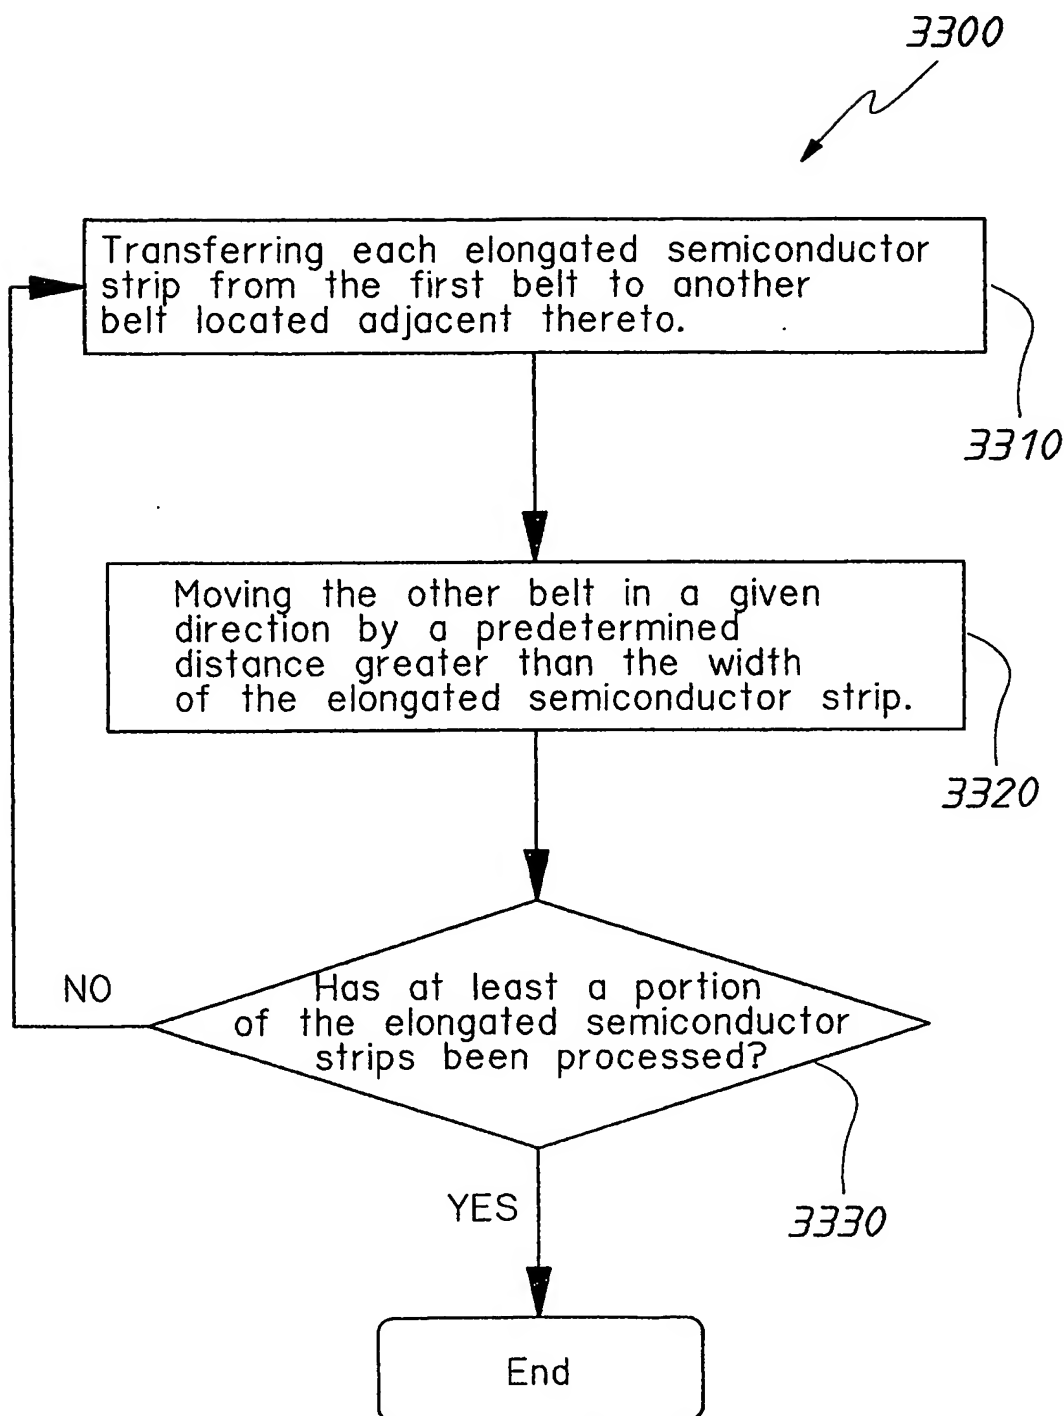 3300
Transferring each elongated semiconductor
strip from the first belt to another
belt located adjacent thereto.
3310
Moving the other belt in a given
direction by a predetermined
distance greater than the width
of the elongated semiconductor strip.
3320
Has at least a portion
of the elongated semiconductor
strips been processed?
NO
3330
YES
End